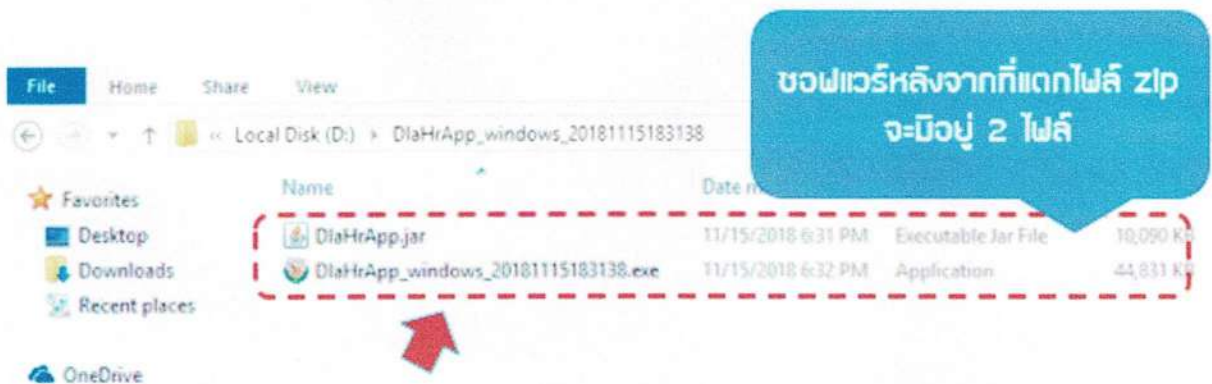 ซอฟแวร์หลังจากที่แตกไฟล์ zip
จะมีอยู่ 2 ไฟล์
File Home Share View
« Local Disk (D:) › DlaHrApp_windows_20181115183138
Name Date m
Favorites
Desktop
Downloads
Recent places
OneDrive
DlaHrApp.jar 11/15/2018 6:31 PM Executable Jar File 10,090 KB
DlaHrApp_windows_20181115183138.exe 11/15/2018 6:32 PM Application 44,831 KB